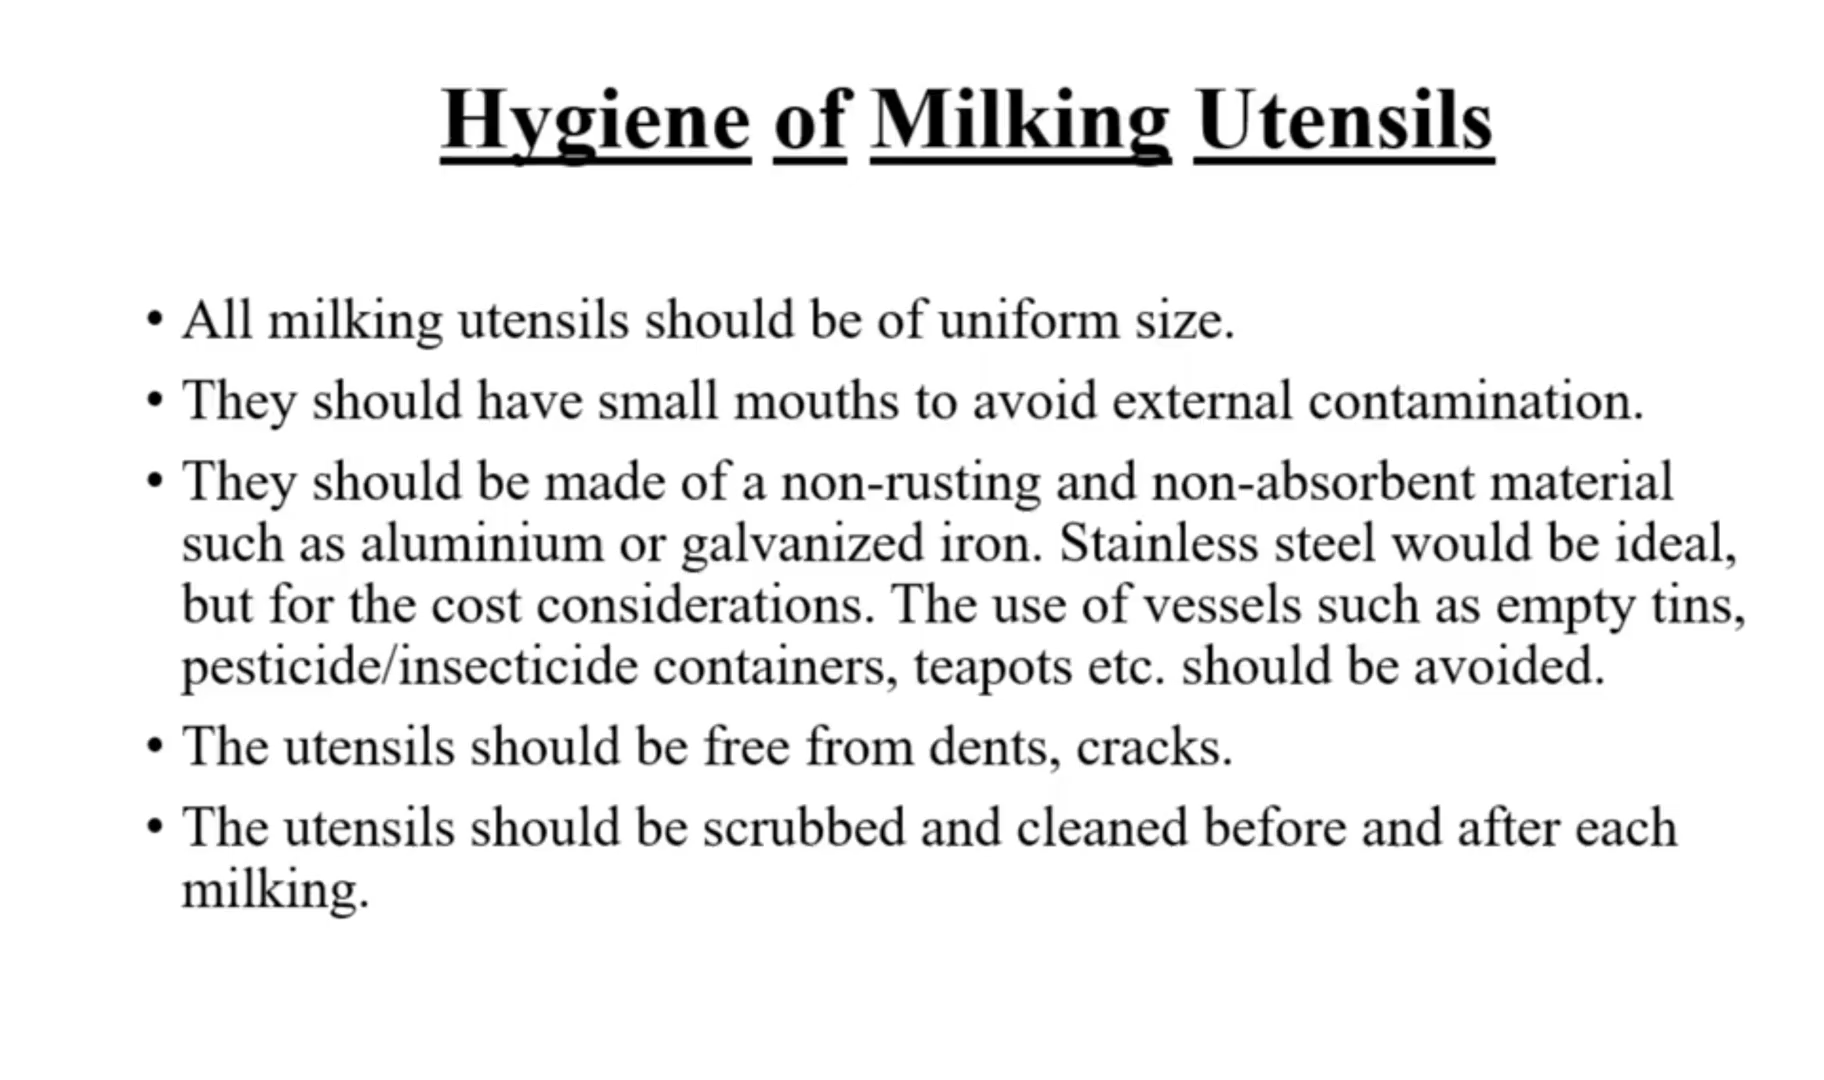 Hygiene of Milking Utensils
• All milking utensils should be of uniform size.
• They should have small mouths to avoid external contamination.
• They should be made of a non-rusting and non-absorbent material
such as aluminium or galvanized iron. Stainless steel would be ideal,
but for the cost considerations. The use of vessels such as empty tins,
pesticide/insecticide containers, teapots etc. should be avoided.
• The utensils should be free from dents, cracks.
• The utensils should be scrubbed and cleaned before and after each
milking.